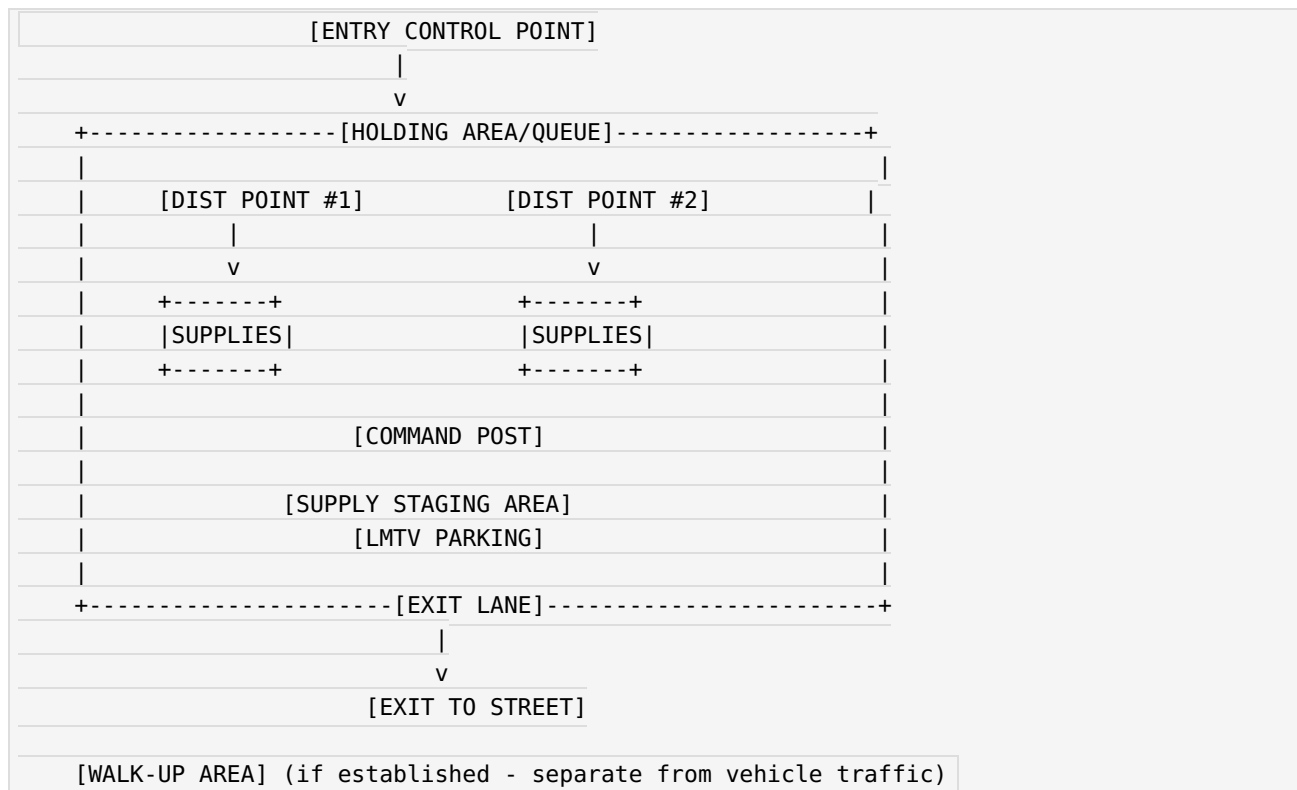 [ENTRY CONTROL POINT]
|
v
+------------------[HOLDING AREA/QUEUE]------------------+
| |
| [DIST POINT #1] [DIST POINT #2] |
| | | |
| v v |
| +-------+ +-------+ |
| |SUPPLIES| |SUPPLIES| |
| +-------+ +-------+ |
| |
| [COMMAND POST] |
| |
| [SUPPLY STAGING AREA] |
| [LMTV PARKING] |
| |
+----------------------[EXIT LANE]------------------------+
|
v
[EXIT TO STREET]
[WALK-UP AREA] (if established - separate from vehicle traffic)